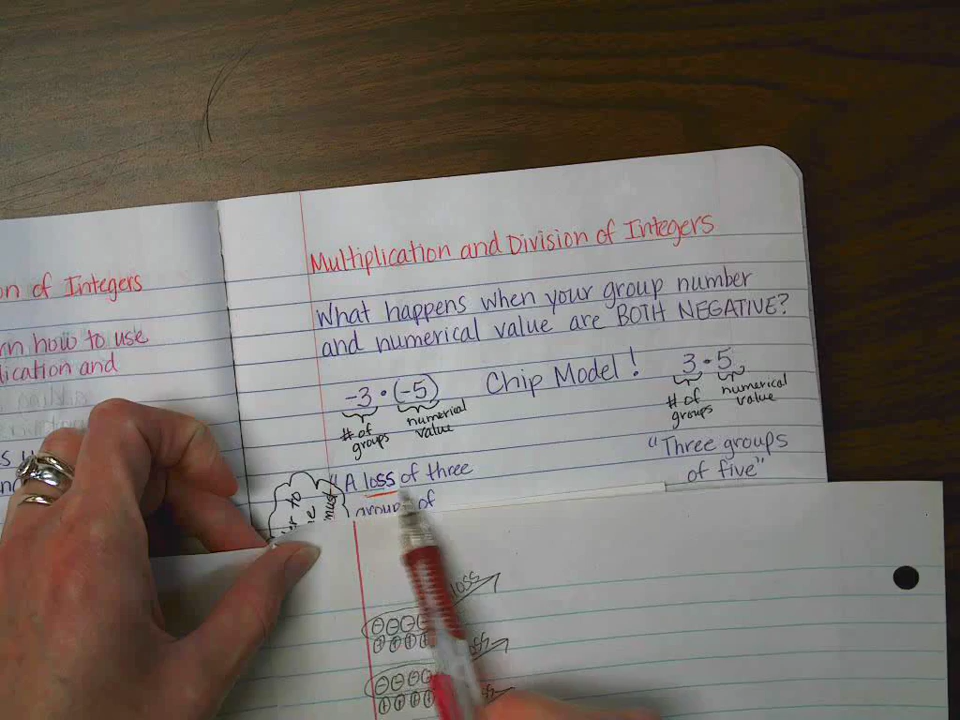 on of Integers
rn how to use
lication and
Multiplication and Division of Integers
What happens when your group number
and numerical value are BOTH NEGATIVE?
-3 • (-5)
# of groups
numerical value
Chip Model!
3 • 5
# of groups
numerical value
"A loss of three
groups of
"Three groups
of five"
must
loss